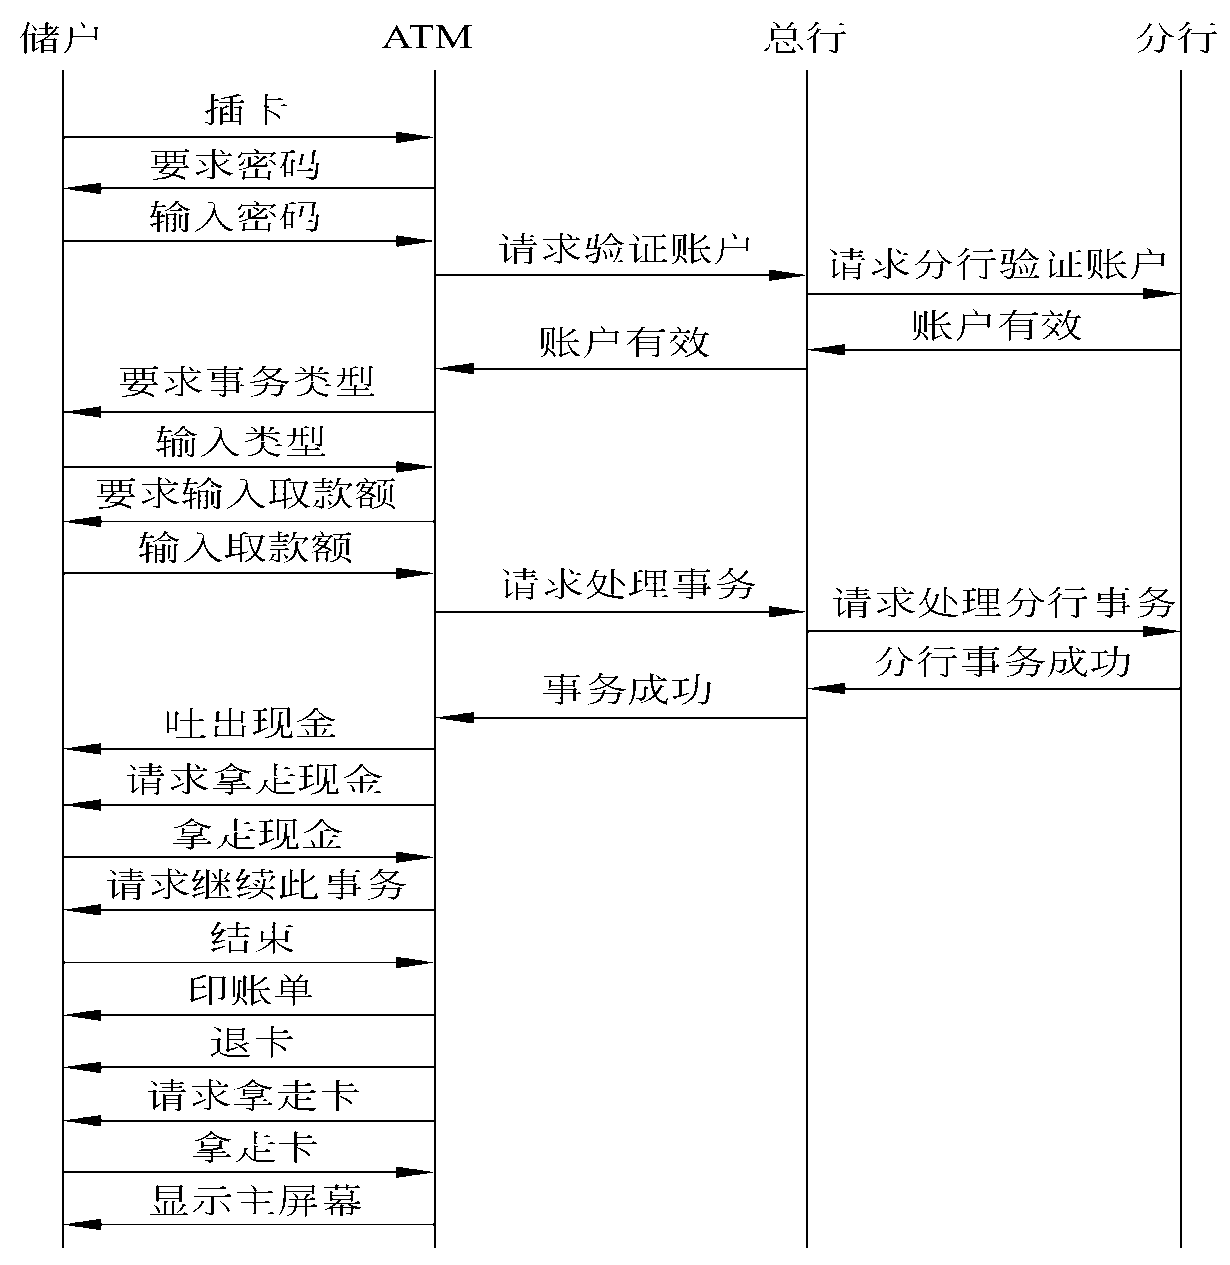 储户
ATM
总行
分行
插卡
要求密码
输入密码
请求验证账户
请求分行验证账户
账户有效
账户有效
要求事务类型
输入类型
要求输入取款额
输入取款额
请求处理事务
请求处理分行事务
分行事务成功
事务成功
吐出现金
请求拿走现金
拿走现金
请求继续此事务
结束
印账单
退卡
请求拿走卡
拿走卡
显示主屏幕